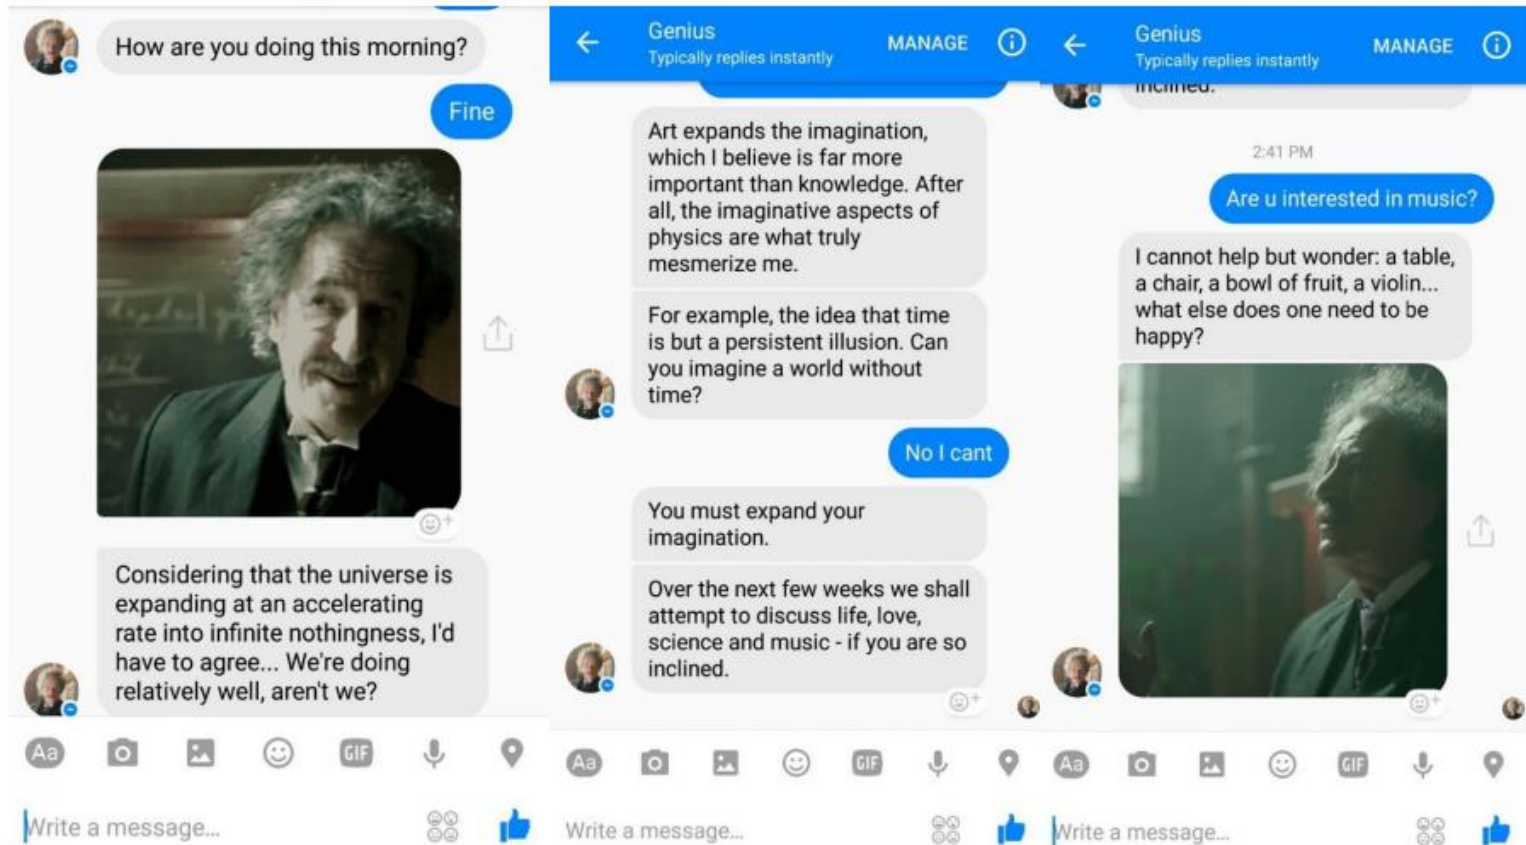 How are you doing this morning?
Fine
Considering that the universe is
expanding at an accelerating
rate into infinite nothingness, I'd
have to agree... We're doing
relatively well, aren't we?
Aa
GIF
Write a message...
Genius
Typically replies instantly
MANAGE
Art expands the imagination,
which I believe is far more
important than knowledge. After
all, the imaginative aspects of
physics are what truly
mesmerize me.
For example, the idea that time
is but a persistent illusion. Can
you imagine a world without
time?
No I cant
You must expand your
imagination.
Over the next few weeks we shall
attempt to discuss life, love,
science and music - if you are so
inclined.
Aa
GIF
Write a message...
Genius
Typically replies instantly
MANAGE
inclined.
2:41 PM
Are u interested in music?
I cannot help but wonder: a table,
a chair, a bowl of fruit, a violin...
what else does one need to be
happy?
Aa
GIF
Write a message...